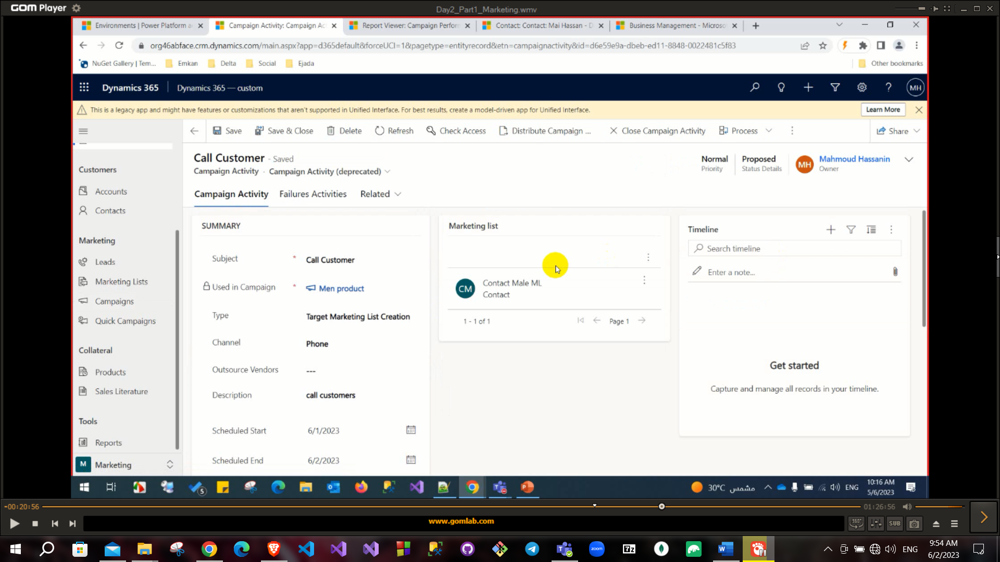 GOM Player
Day2_Part1_Marketing.wmv
Environments | Power Platform a
Campaign Activity: Campaign Ac
Report Viewer: Campaign Perforn
Contact: Contact: Mai Hassan - D
Business Management - Microso
org46abface.crm.dynamics.com/main.aspx?app=d365default&forceUCI=1&pagetype=entityrecord&etn=campaignactivity&id=d6e59e9a-dbeb-ed11-8848-0022481c5f83
NuGet Gallery | Tem...
Emkan
Delta
Social
Ejada
Other bookmarks
Dynamics 365
Dynamics 365 — custom
MH
This is a legacy app and might have features or customizations that aren't supported in Unified Interface. For best results, create a model-driven app for Unified Interface.
Learn More
Save
Save & Close
Delete
Refresh
Check Access
Distribute Campaign ...
Close Campaign Activity
Process
Share
Customers
Accounts
Contacts
Marketing
Leads
Marketing Lists
Campaigns
Quick Campaigns
Collateral
Products
Sales Literature
Tools
Reports
M
Marketing
Call Customer - Saved
Campaign Activity · Campaign Activity (deprecated)
Normal
Priority
Proposed
Status Details
MH
Mahmoud Hassanin
Owner
Campaign Activity
Failures Activities
Related
SUMMARY
Subject * Call Customer
Used in Campaign * Men product
Type Target Marketing List Creation
Channel Phone
Outsource Vendors ---
Description call customers
Scheduled Start 6/1/2023
Scheduled End 6/2/2023
Marketing list
CM
Contact Male ML
Contact
1 - 1 of 1
Page 1
Timeline
Search timeline
Enter a note...
Get started
Capture and manage all records in your timeline.
5
30°C مشمس
ENG
10:16 AM
5/6/2023
-00:20:56
01:26:56
www.gomlab.com
360°
SUB
zoom
7z
W
ENG
9:54 AM
6/2/2023